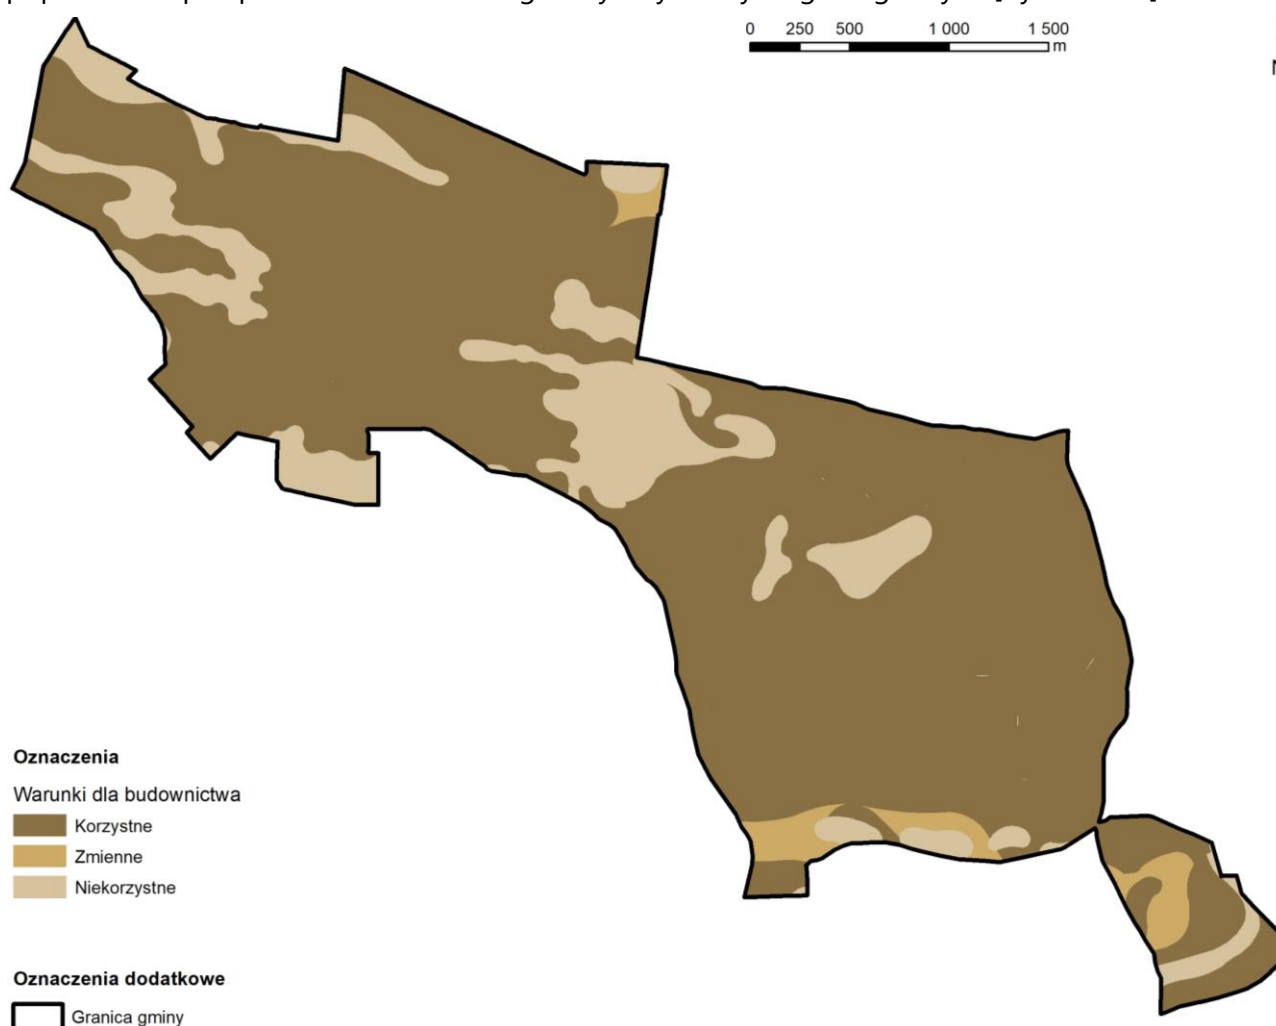 0 250 500 1 000 1 500
m
Oznaczenia
Warunki dla budownictwa
Korzystne
Zmienne
Niekorzystne
Oznaczenia dodatkowe
Granica gminy